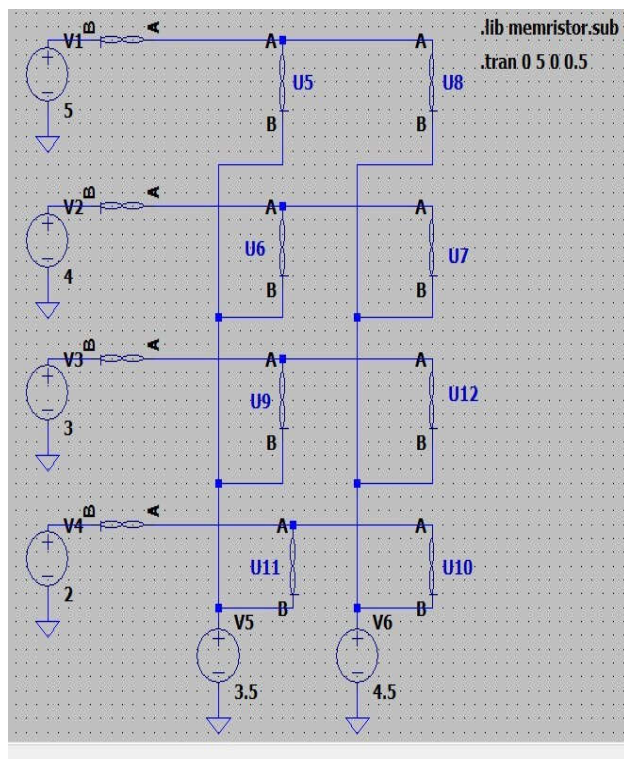 .lib memristor.sub
.tran 0 5 0 0.5
V1 B A A A
U5 U8
5
B B
V2 B A A A
U6 U7
4
B B
V3 B A A A
U9 U12
3
B B
V4 B A A A
U11 U10
2
B B
V5 V6
3.5 4.5